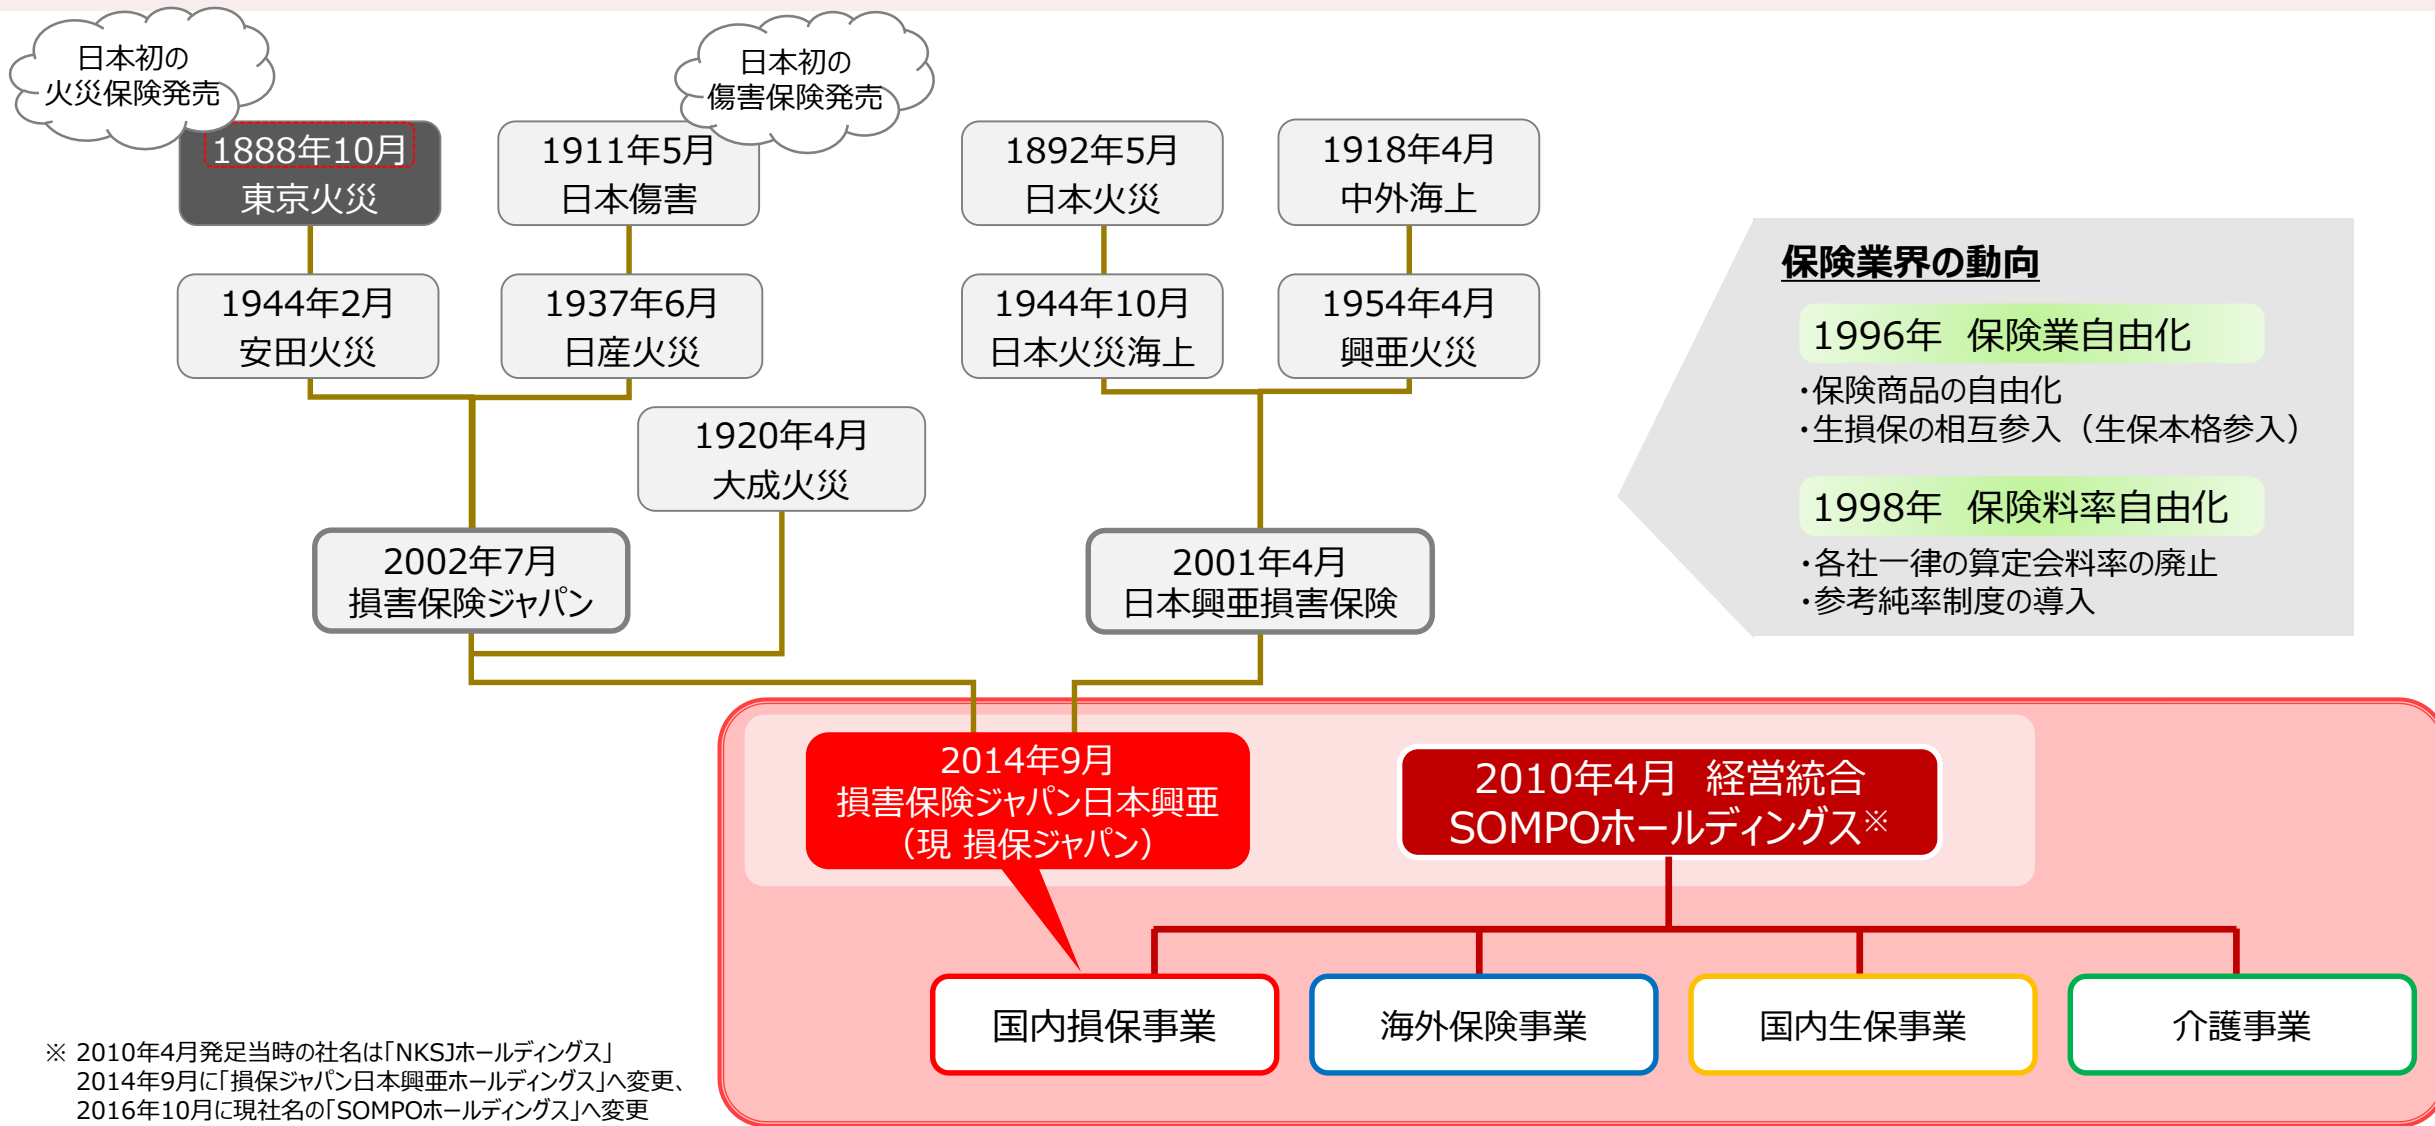 日本初の
火災保険発売
日本初の
傷害保険発売
1888年10月
東京火災
1911年5月
日本傷害
1892年5月
日本火災
1918年4月
中外海上
1944年2月
安田火災
1937年6月
日産火災
1944年10月
日本火災海上
1954年4月
興亜火災
1920年4月
大成火災
2002年7月
損害保険ジャパン
2001年4月
日本興亜損害保険
保険業界の動向
1996年 保険業自由化
・保険商品の自由化
・生損保の相互参入（生保本格参入）
1998年 保険料率自由化
・各社一律の算定会料率の廃止
・参考純率制度の導入
2014年9月
損害保険ジャパン日本興亜
（現 損保ジャパン）
2010年4月 経営統合
SOMPOホールディングス※
国内損保事業
海外保険事業
国内生保事業
介護事業
※ 2010年4月発足当時の社名は「NKSJホールディングス」
2014年9月に「損保ジャパン日本興亜ホールディングス」へ変更、
2016年10月に現社名の「SOMPOホールディングス」へ変更